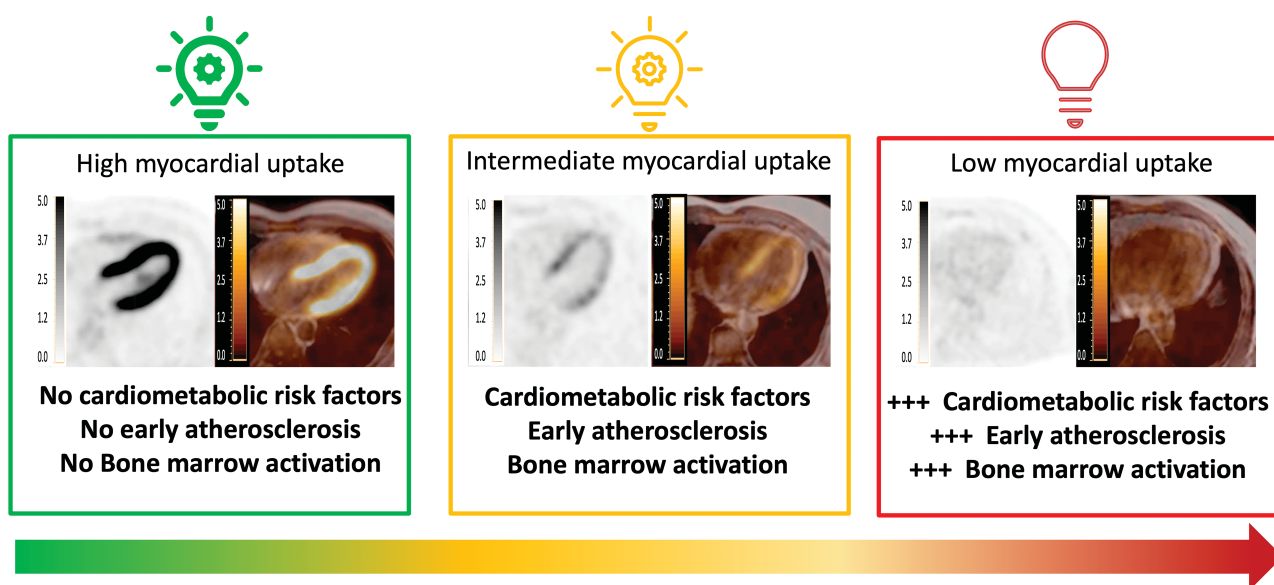 High myocardial uptake
5.0
3.7
2.5
1.2
0.0
5.0
3.7
2.5
1.2
0.0
No cardiometabolic risk factors
No early atherosclerosis
No Bone marrow activation
Intermediate myocardial uptake
5.0
3.7
2.5
1.2
0.0
5.0
3.7
2.5
1.2
0.0
Cardiometabolic risk factors
Early atherosclerosis
Bone marrow activation
Low myocardial uptake
5.0
3.7
2.5
1.2
0.0
5.0
3.7
2.5
1.2
0.0
+++ Cardiometabolic risk factors
+++ Early atherosclerosis
+++ Bone marrow activation